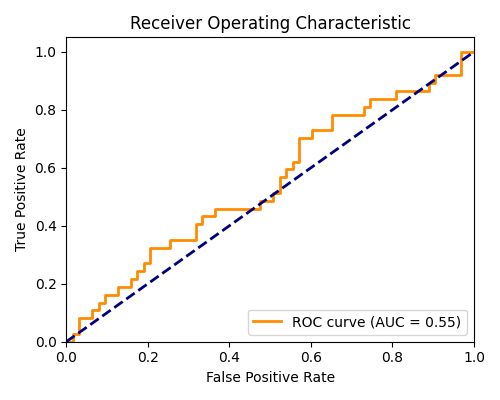 Receiver Operating Characteristic
True Positive Rate
1.0
0.8
0.6
0.4
0.2
0.0
ROC curve (AUC = 0.55)
0.0 0.2 0.4 0.6 0.8 1.0
False Positive Rate